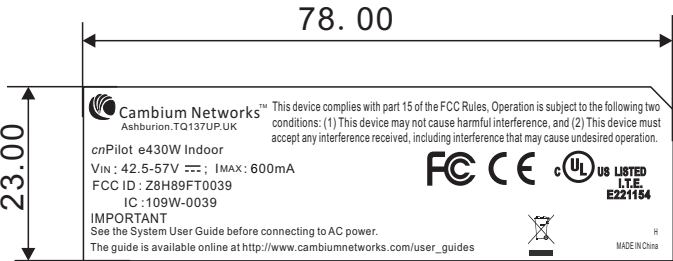 78. 00
23.00
Cambium Networks™
Ashburion.TQ137UP.UK
This device complies with part 15 of the FCC Rules, Operation is subject to the following two
conditions: (1) This device may not cause harmful interference, and (2) This device must
accept any interference received, including interference that may cause undesired operation.
cnPilot e430W Indoor
VIN : 42.5-57V ⎓ ; IMAX : 600mA
FCC ID : Z8H89FT0039
IC : 109W-0039
FC CE c UL US LISTED
I.T.E.
E221154
IMPORTANT
See the System User Guide before connecting to AC power.
The guide is available online at http://www.cambiumnetworks.com/user_guides
H
MADE IN China